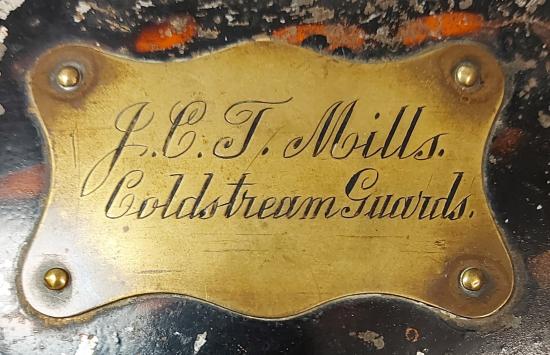 J.C.T. Mills.
Coldstream Guards.